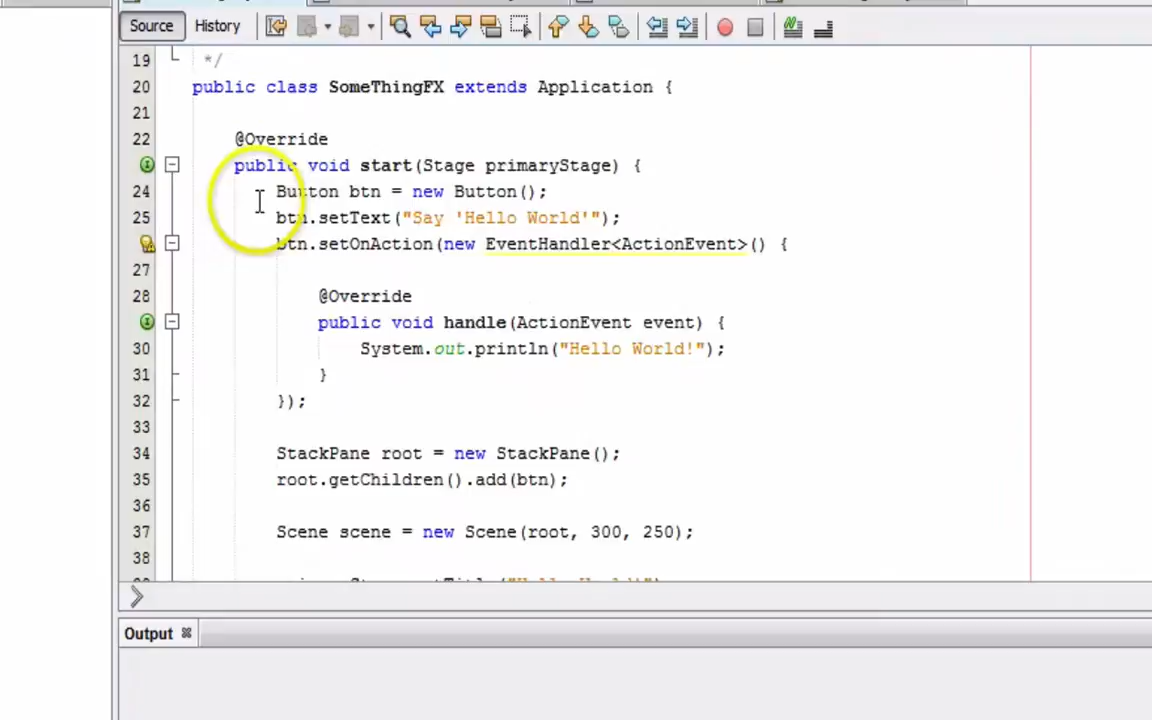 Source History
19 */
20 public class SomeThingFX extends Application {
21
22 @Override
public void start(Stage primaryStage) {
24 Button btn = new Button();
25 btn.setText("Say 'Hello World'");
btn.setOnAction(new EventHandler<ActionEvent>() {
27
28 @Override
public void handle(ActionEvent event) {
30 System.out.println("Hello World!");
31 }
32 });
33
34 StackPane root = new StackPane();
35 root.getChildren().add(btn);
36
37 Scene scene = new Scene(root, 300, 250);
38
Output